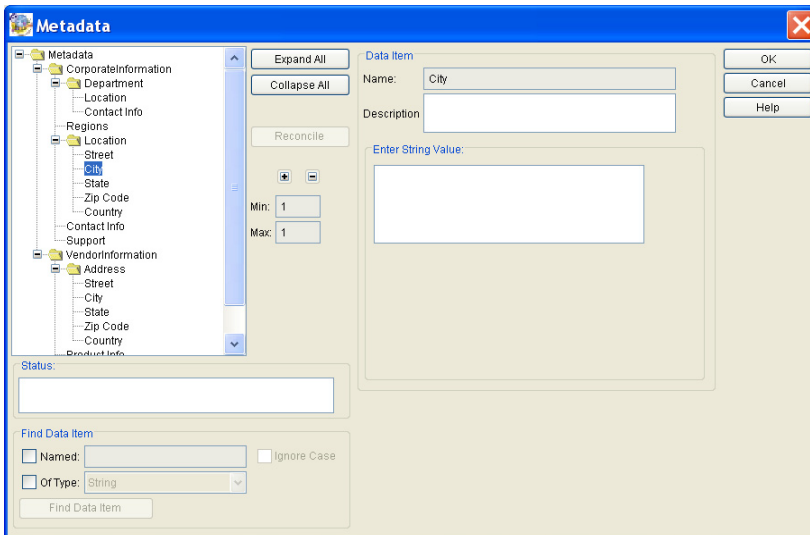 Metadata
Metadata
CorporateInformation
Department
Location
Contact Info
Regions
Location
Street
City
State
Zip Code
Country
Contact Info
Support
VendorInformation
Address
Street
City
State
Zip Code
Country
Product Info
Expand All
Collapse All
Reconcile
Min: 1
Max: 1
Data Item
Name: City
Description
Enter String Value:
OK
Cancel
Help
Status:
Find Data Item
Named:
Ignore Case
Of Type: String
Find Data Item